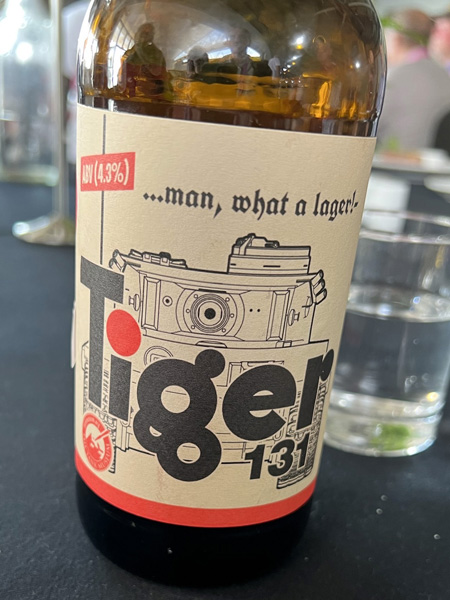 ABV (4.3%)
...man, what a lager!-
Tiger
131